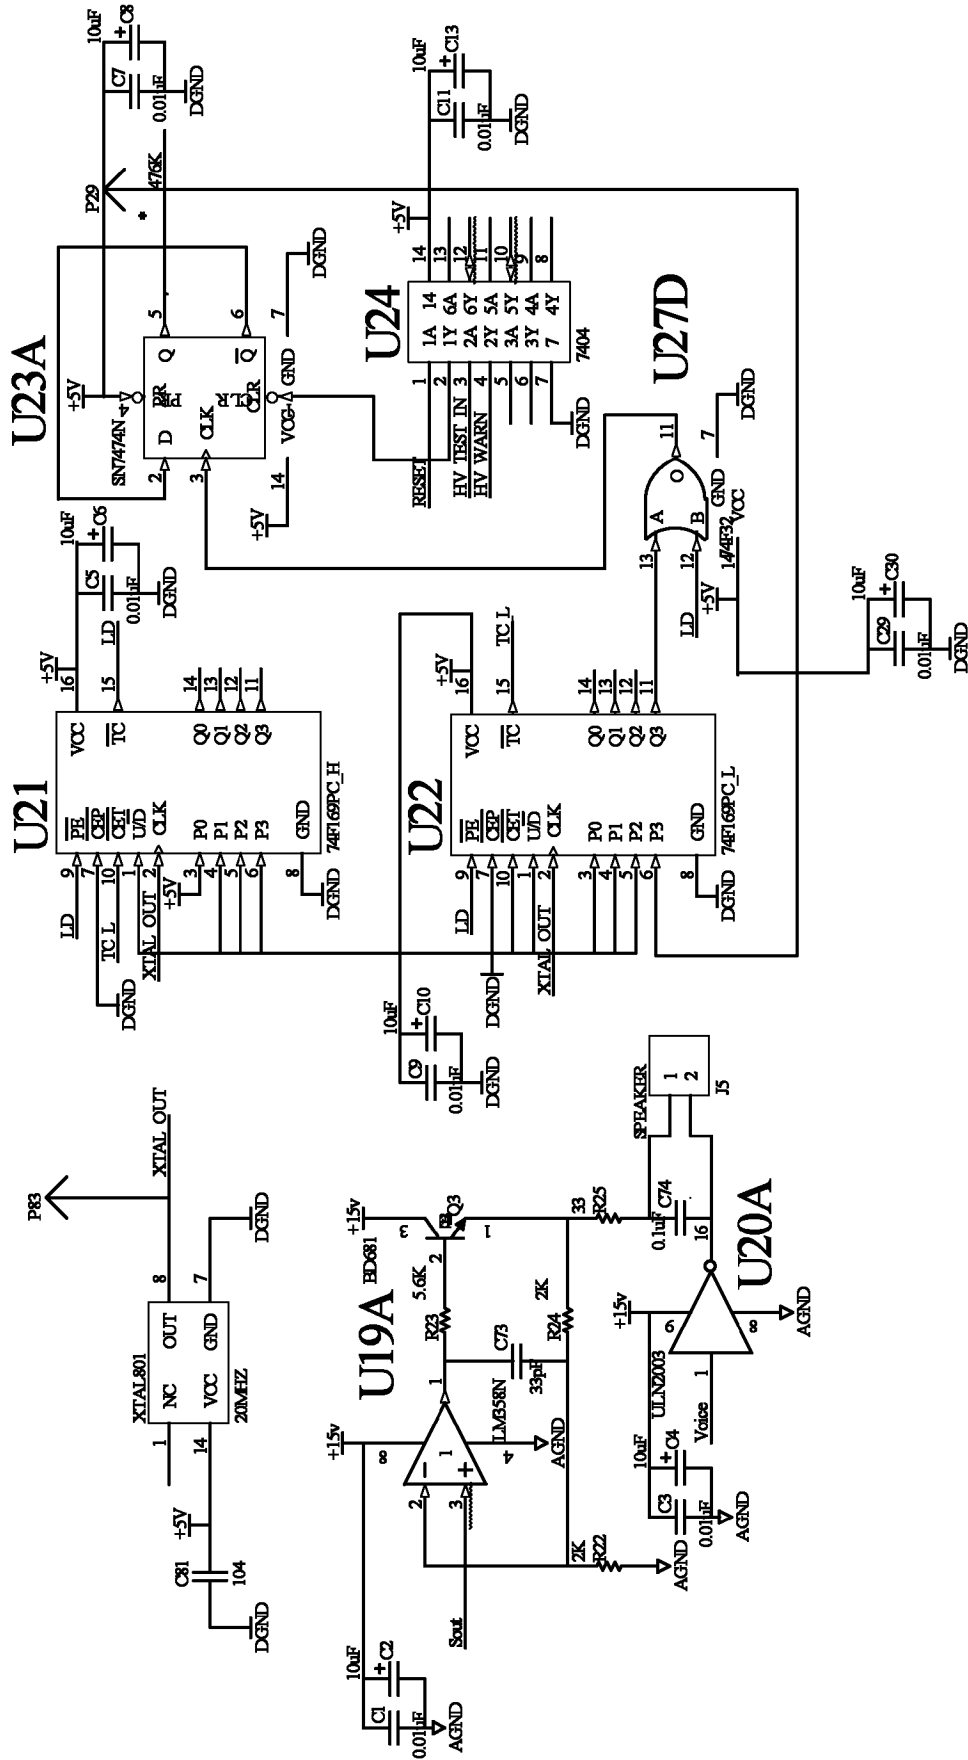 XTAL801
20MHZ
NC
VCC
OUT
GND
1
14
8
7
P83
XTAL OUT
+5V
C81
104
DGND
DGND
U19A
LM358N
+15v
8
4
2
3
1
1
AGND
Sout
10uF
C1
+ C2
0.01uF
AGND
R23
5.6K
BD681
Q3
+15v
3
2
1
C73
33pF
R24
2K
2K
R22
AGND
33
R25
0.1uF
C74
SPEAKER
1
2
J5
U20A
ULN2003
+15v
9
8
16
1
Voice
AGND
10uF
C3
+ C4
0.01uF
AGND
U21
74F169PC_H
PE
CEP
CET
U/D
CLK
P0
P1
P2
P3
GND
VCC
TC
Q0
Q1
Q2
Q3
9
7
10
1
2
3
4
5
6
8
16
15
14
13
12
11
LD
TC L
XTAL OUT
+5V
DGND
DGND
+5V
LD
10uF
C5
+ C6
0.01uF
DGND
U22
74F169PC_L
PE
CEP
CET
U/D
CLK
P0
P1
P2
P3
GND
VCC
TC
Q0
Q1
Q2
Q3
9
7
10
1
2
3
4
5
6
8
16
15
14
13
12
11
LD
DGND
XTAL OUT
DGND
+5V
TC L
10uF
C9
+ C10
0.01uF
DGND
U23A
SN7474N
D
CLK
PR
CLR
CLR
Q
Q
VCC
GND
+5V
4
2
3
5
6
14
7
+5V
DGND
P29
*
476K
10uF
C7
+ C8
0.01uF
DGND
U24
7404
1A
1Y
2A
2Y
3A
3Y
7
14
6A
6Y
5A
5Y
4A
4Y
1
2
3
4
5
6
7
14
13
12
11
10
9
8
RESET
HV TEST IN
HV WARN
DGND
+5V
10uF
C11
+ C13
0.01uF
DGND
U27D
74F32
A
B
O
13
12
11
LD
+5V
14
VCC
GND
7
DGND
10uF
C29
+ C30
0.01uF
DGND